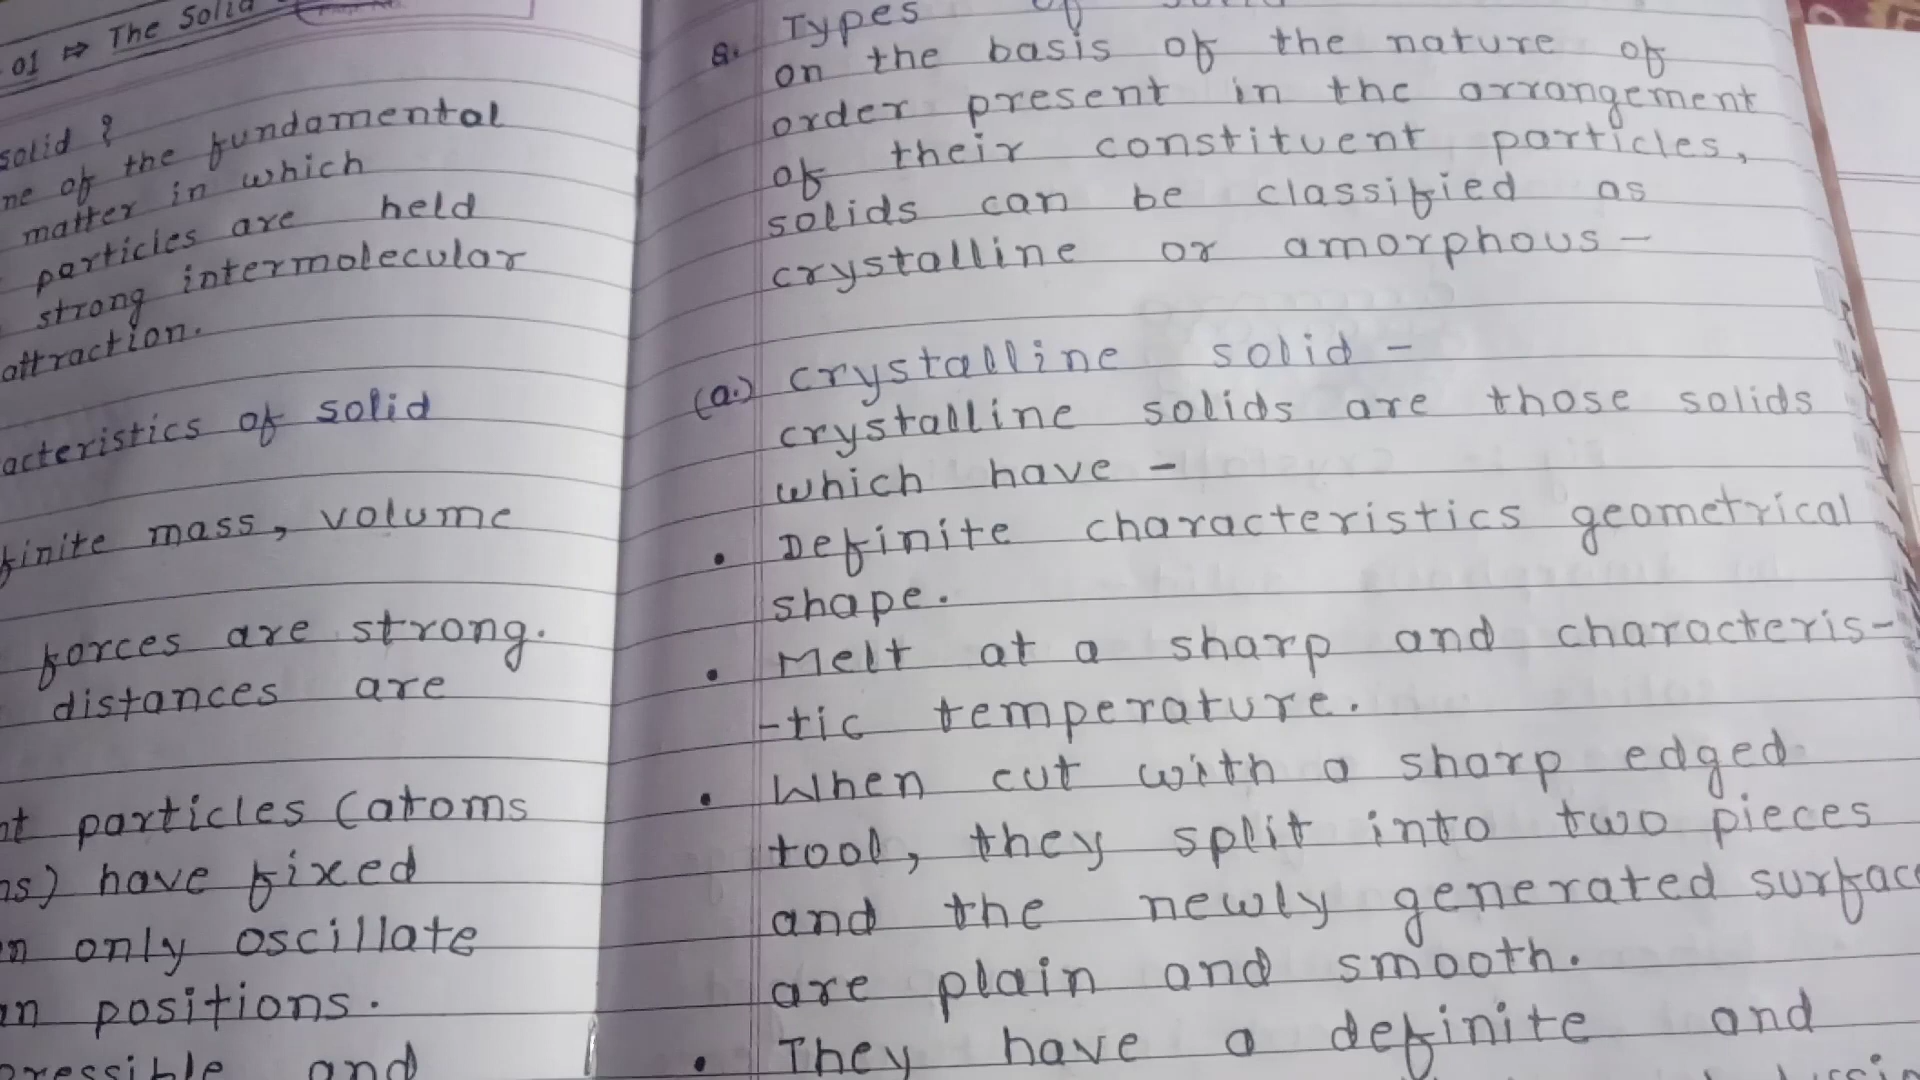 01 ⇒ The Solid
solid ?
of the fundamental
matter in which
particles are held
strong intermolecular
attraction.
acteristics of solid
finite mass, volume
forces are strong.
distances are
particles (atoms
have fixed
only oscillate
positions.
and
Q. Types of
on the basis of the nature of
order present in the arrangement
of their constituent particles,
solids can be classified as
crystalline or amorphous -
(a.) crystalline solid -
crystalline solids are those solids
which have -
• Definite characteristics geometrical
shape.
• Melt at a sharp and characteris-
-tic temperature.
• When cut with a sharp edged
tool, they split into two pieces
and the newly generated surfac
are plain and smooth.
• They have a definite and